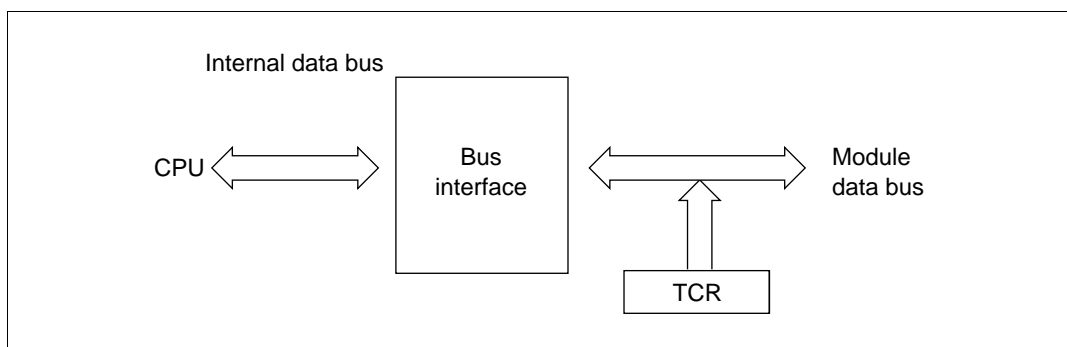 Internal data bus
CPU
Bus
interface
Module
data bus
TCR